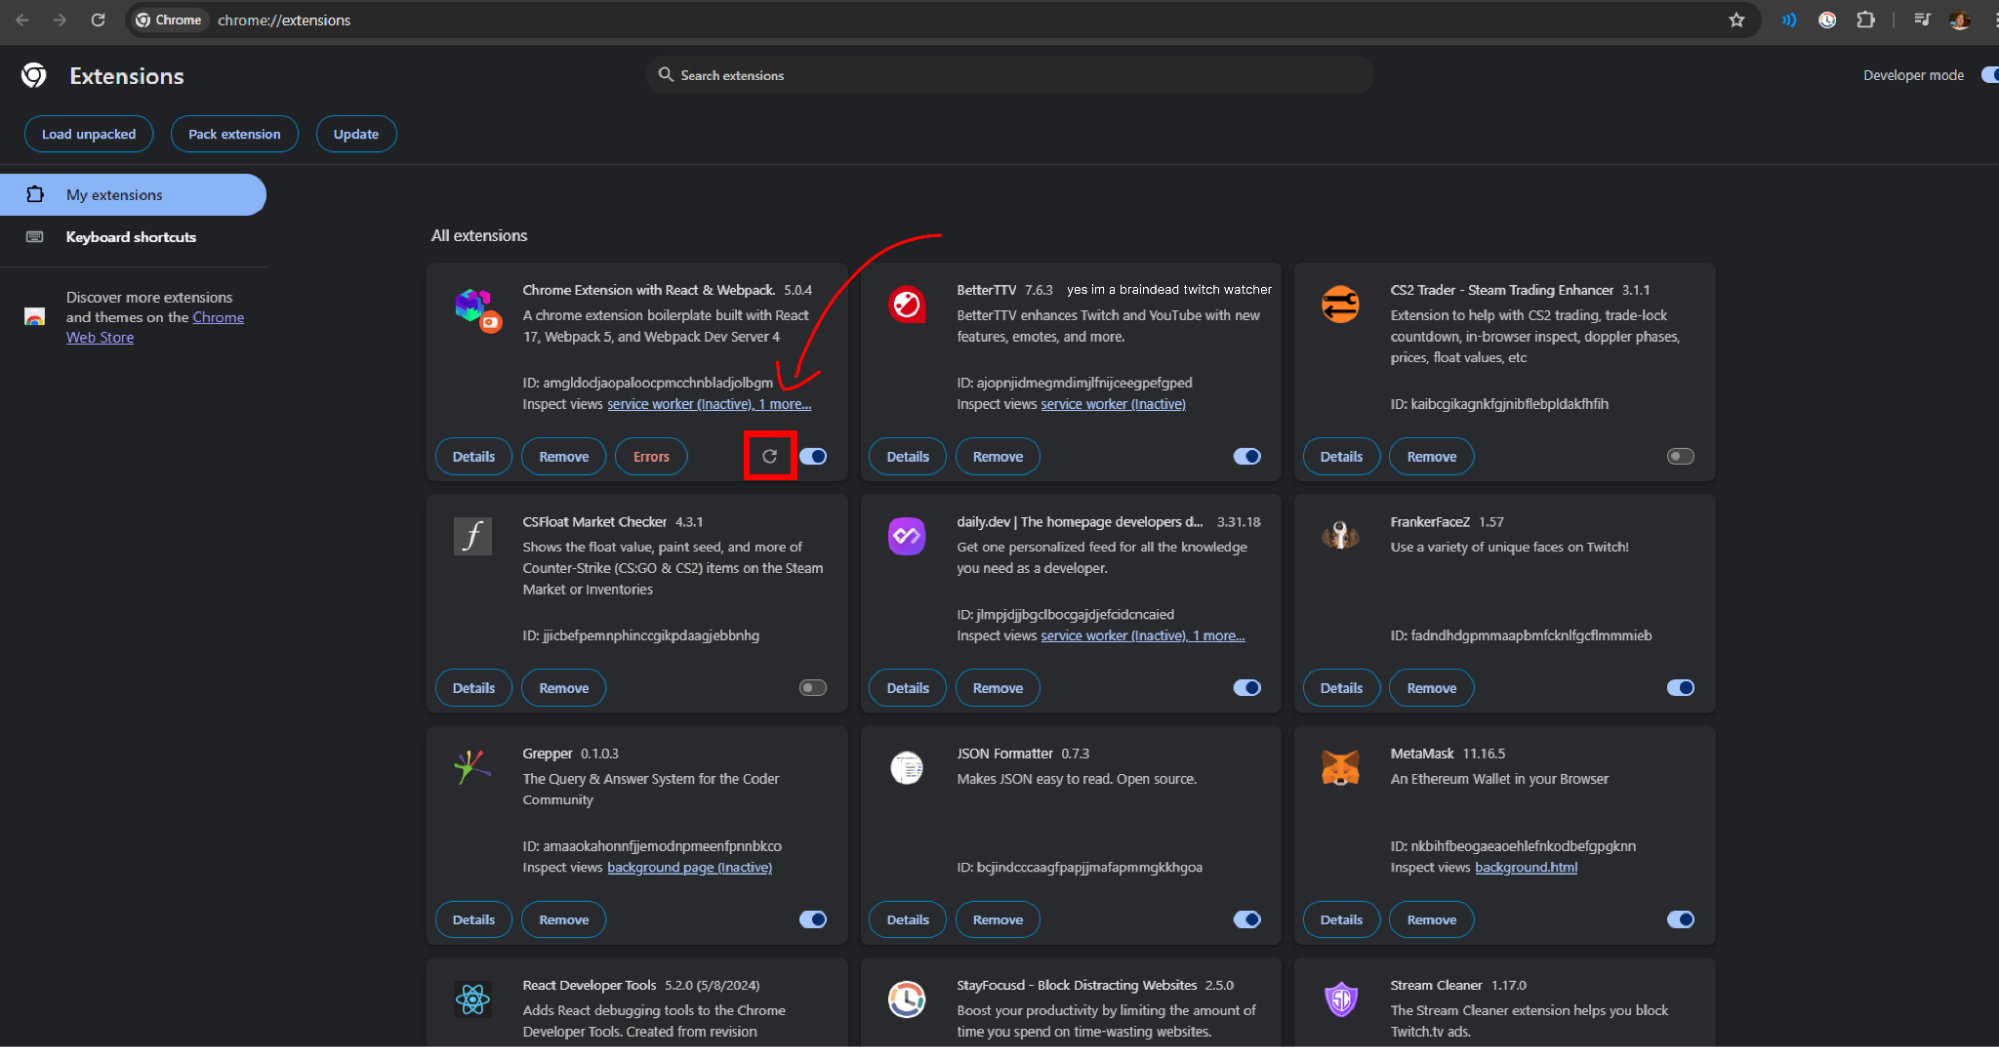 Chrome chrome://extensions
Extensions
Search extensions
Developer mode
Load unpacked
Pack extension
Update
My extensions
Keyboard shortcuts
Discover more extensions
and themes on the Chrome
Web Store
All extensions
Chrome Extension with React & Webpack. 5.0.4
A chrome extension boilerplate built with React
17, Webpack 5, and Webpack Dev Server 4
ID: amgldodjaopaloocpmcchnbladjolbgm
Inspect views service worker (Inactive), 1 more...
Details
Remove
Errors
BetterTTV 7.6.3 yes im a braindead twitch watcher
BetterTTV enhances Twitch and YouTube with new
features, emotes, and more.
ID: ajopnjidmegmdimjlfnijceegpefgped
Inspect views service worker (Inactive)
Details
Remove
CS2 Trader - Steam Trading Enhancer 3.1.1
Extension to help with CS2 trading, trade-lock
countdown, in-browser inspect, doppler phases,
prices, float values, etc
ID: kaibcgikagnkfgjnibflebpldakfhfih
Details
Remove
CSFloat Market Checker 4.3.1
Shows the float value, paint seed, and more of
Counter-Strike (CS:GO & CS2) items on the Steam
Market or Inventories
ID: jjicbefpemnphinccgikpdaagjebbnhg
Details
Remove
daily.dev | The homepage developers d... 3.31.18
Get one personalized feed for all the knowledge
you need as a developer.
ID: jlmpjdjjbgclbocgajdjefcidcncaied
Inspect views service worker (Inactive), 1 more...
Details
Remove
FrankerFaceZ 1.57
Use a variety of unique faces on Twitch!
ID: fadndhdgpmmaapbmfcknlfgcflmmmieb
Details
Remove
Grepper 0.1.0.3
The Query & Answer System for the Coder
Community
ID: amaaokahonnfjjemodnpmeenfpnnbkco
Inspect views background page (Inactive)
Details
Remove
JSON Formatter 0.7.3
Makes JSON easy to read. Open source.
ID: bcjindcccaagfpapjjmafapmmgkkhgoa
Details
Remove
MetaMask 11.16.5
An Ethereum Wallet in your Browser
ID: nkbihfbeogaeaoehlefnkodbefgpgknn
Inspect views background.html
Details
Remove
React Developer Tools 5.2.0 (5/8/2024)
Adds React debugging tools to the Chrome
Developer Tools. Created from revision
StayFocusd - Block Distracting Websites 2.5.0
Boost your productivity by limiting the amount of
time you spend on time-wasting websites.
Stream Cleaner 1.17.0
The Stream Cleaner extension helps you block
Twitch.tv ads.